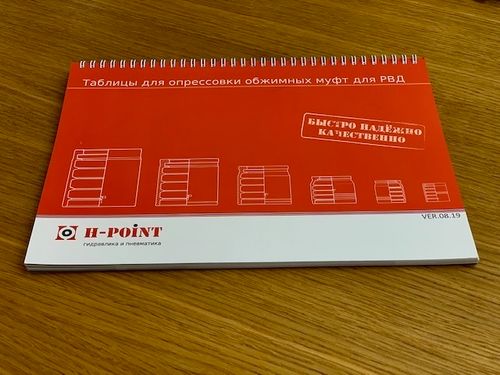 Таблицы для опрессовки обжимных муфт для РВД
БЫСТРО НАДЁЖНО
КАЧЕСТВЕННО
VER.08.19
H-POINT
гидравлика и пневматика